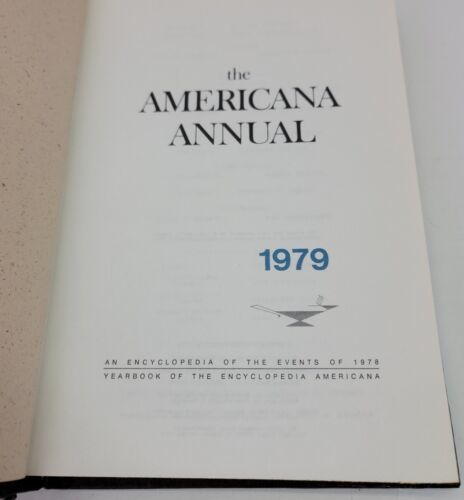 the
AMERICANA
ANNUAL
1979
AN ENCYCLOPEDIA OF THE EVENTS OF 1978
YEARBOOK OF THE ENCYCLOPEDIA AMERICANA